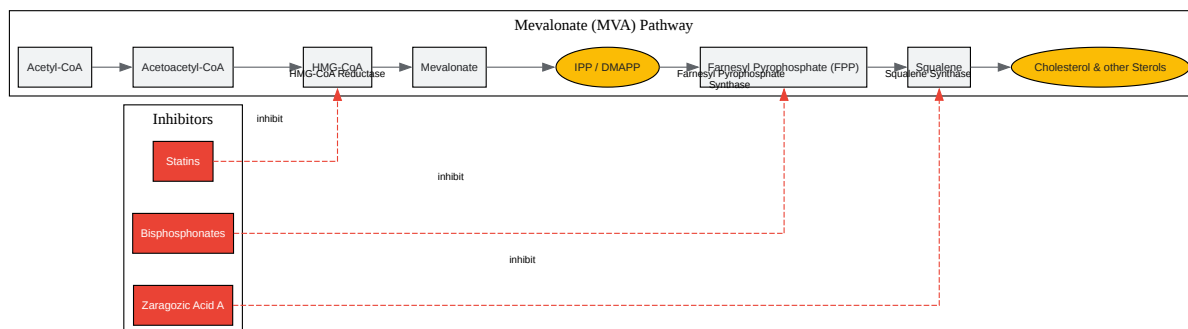 Mevalonate (MVA) Pathway
Acetyl-CoA
Acetoacetyl-CoA
HMG-CoA
HMG-CoA Reductase
Mevalonate
IPP / DMAPP
Farnesyl Pyrophosphate (FPP)
Farnesyl Pyrophosphate
Synthase
Squalene
Squalene Synthase
Cholesterol & other Sterols
Inhibitors
inhibit
Statins
inhibit
Bisphosphonates
inhibit
Zaragozic Acid A